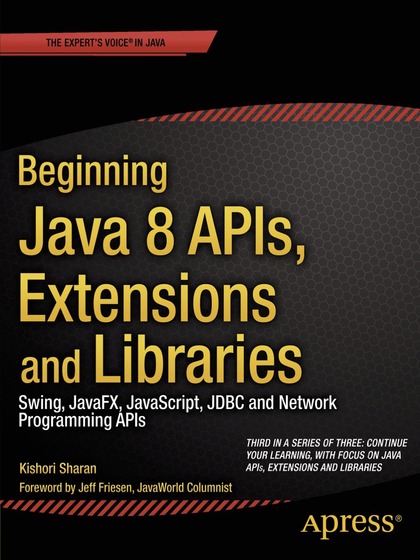 THE EXPERT'S VOICE® IN JAVA
Beginning
Java 8 APIs,
Extensions
and Libraries
Swing, JavaFX, JavaScript, JDBC and Network
Programming APIs
THIRD IN A SERIES OF THREE: CONTINUE
YOUR LEARNING, WITH FOCUS ON JAVA
APIs, EXTENSIONS AND LIBRARIES
Kishori Sharan
Foreword by Jeff Friesen, JavaWorld Columnist
Apress®